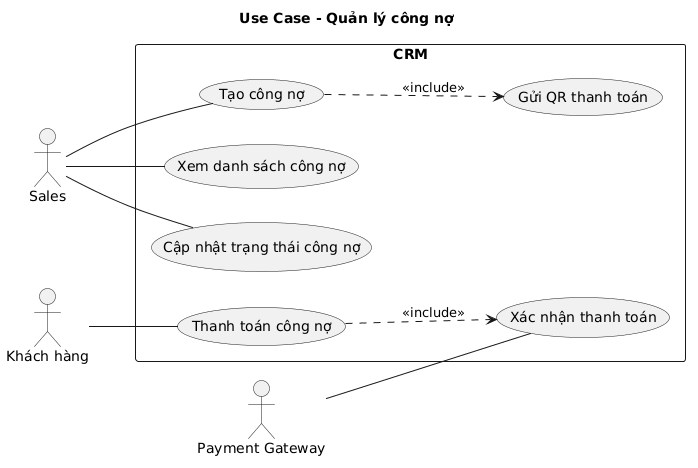 Use Case - Quản lý công nợ
CRM
Tạo công nợ
«include»
Gửi QR thanh toán
Xem danh sách công nợ
Sales
Cập nhật trạng thái công nợ
Thanh toán công nợ
«include»
Xác nhận thanh toán
Khách hàng
Payment Gateway